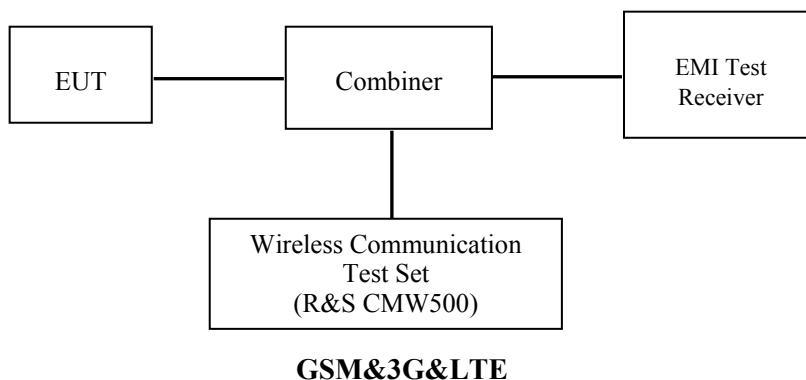 EUT
Combiner
EMI Test
Receiver
Wireless Communication
Test Set
(R&S CMW500)
GSM&3G&LTE